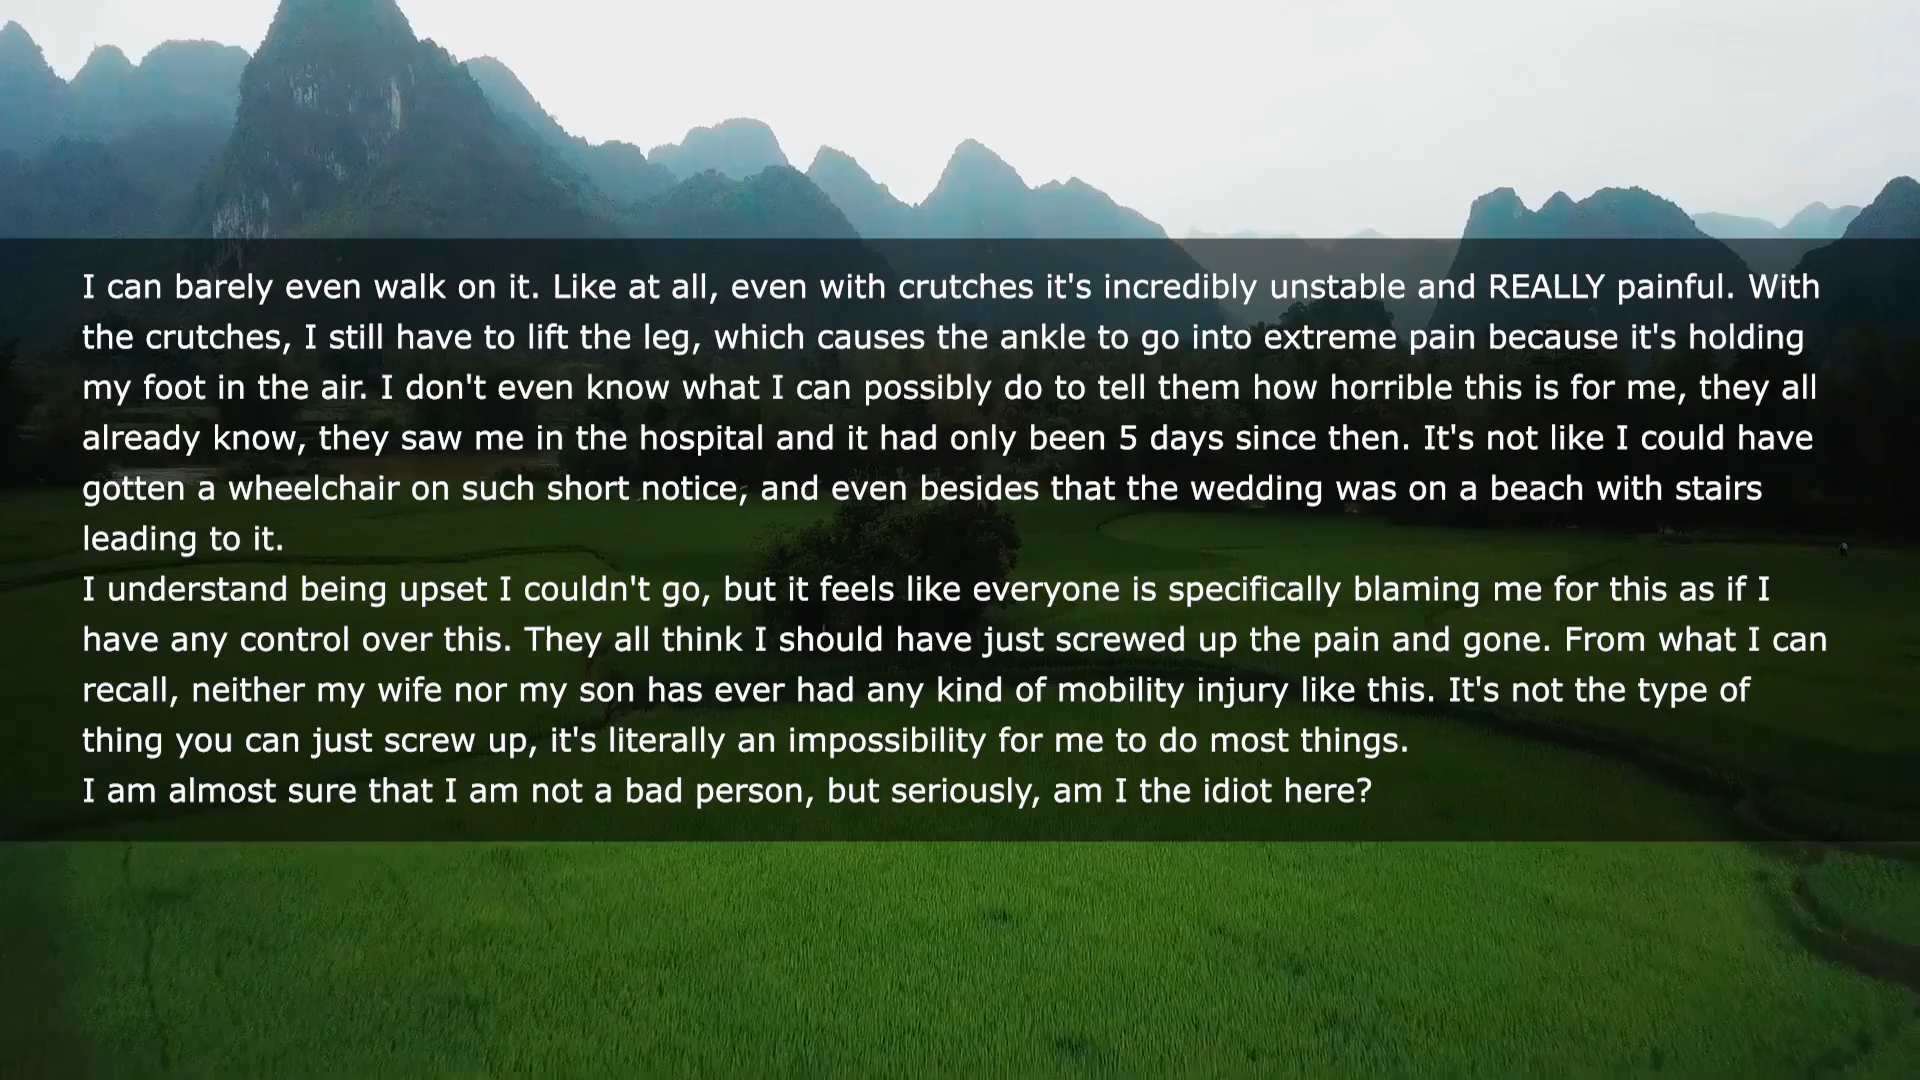 I can barely even walk on it. Like at all, even with crutches it's incredibly unstable and REALLY painful. With
the crutches, I still have to lift the leg, which causes the ankle to go into extreme pain because it's holding
my foot in the air. I don't even know what I can possibly do to tell them how horrible this is for me, they all
already know, they saw me in the hospital and it had only been 5 days since then. It's not like I could have
gotten a wheelchair on such short notice, and even besides that the wedding was on a beach with stairs
leading to it.
I understand being upset I couldn't go, but it feels like everyone is specifically blaming me for this as if I
have any control over this. They all think I should have just screwed up the pain and gone. From what I can
recall, neither my wife nor my son has ever had any kind of mobility injury like this. It's not the type of
thing you can just screw up, it's literally an impossibility for me to do most things.
I am almost sure that I am not a bad person, but seriously, am I the idiot here?